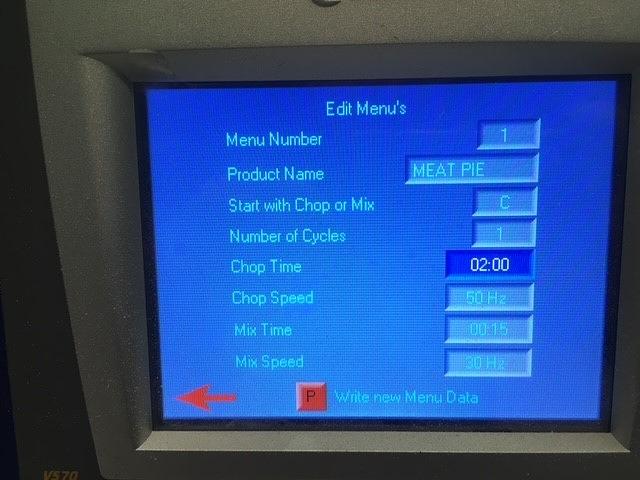 Edit Menu's
Menu Number 1
Product Name MEAT PIE
Start with Chop or Mix C
Number of Cycles 1
Chop Time 02:00
Chop Speed 50 Hz
Mix Time 00:15
Mix Speed 30 Hz
P Write new Menu Data
V570